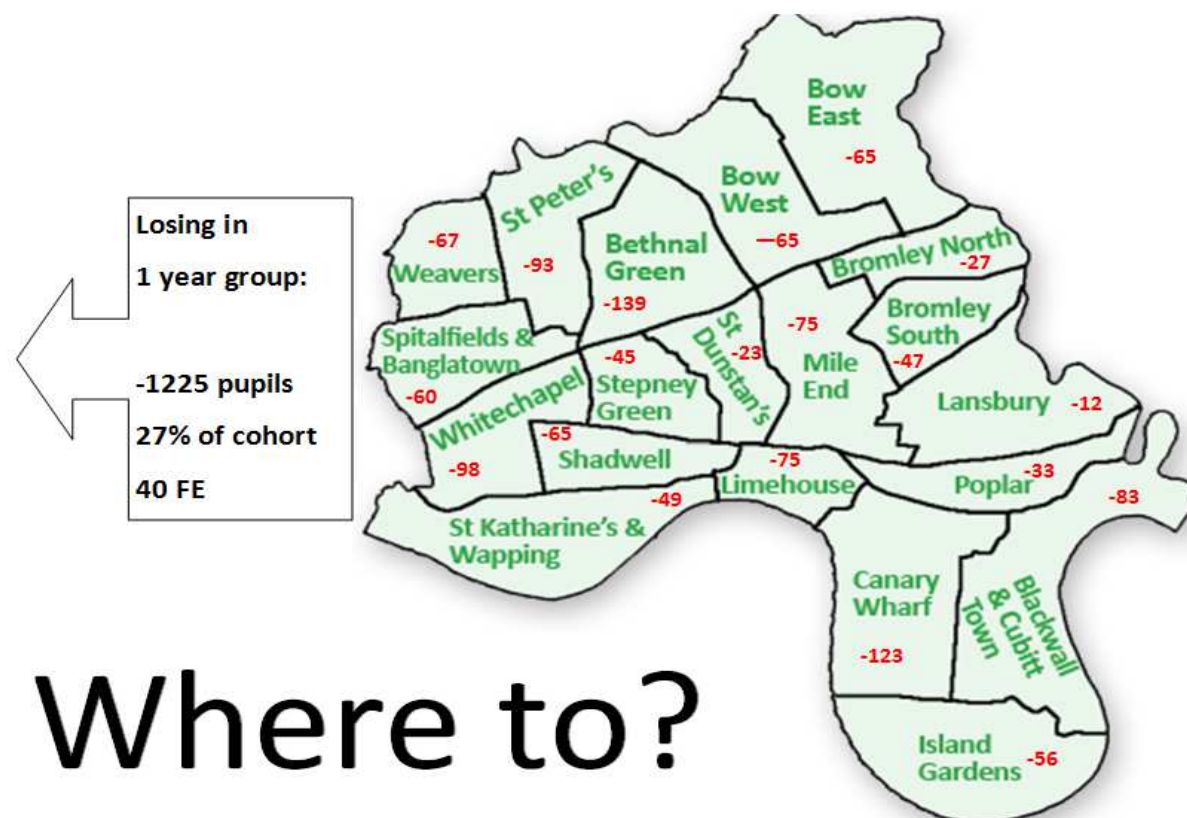 Losing in
1 year group:
-1225 pupils
27% of cohort
40 FE
Bow
East
-65
Bow
West
—65
St Peter's
-93
-67
Weavers
Bethnal
Green
-139
Bromley North
-27
Bromley
South
-47
Spitalfields &
Banglatown
-60
-45
Stepney
Green
St
Dunstan's
-23
-75
Mile
End
Lansbury
-12
Whitechapel
-98
-65
Shadwell
-75
Limehouse
-33
Poplar
-83
-49
St Katharine's &
Wapping
Canary
Wharf
-123
Blackwall
& Cubitt
Town
Island
Gardens
-56
Where to?